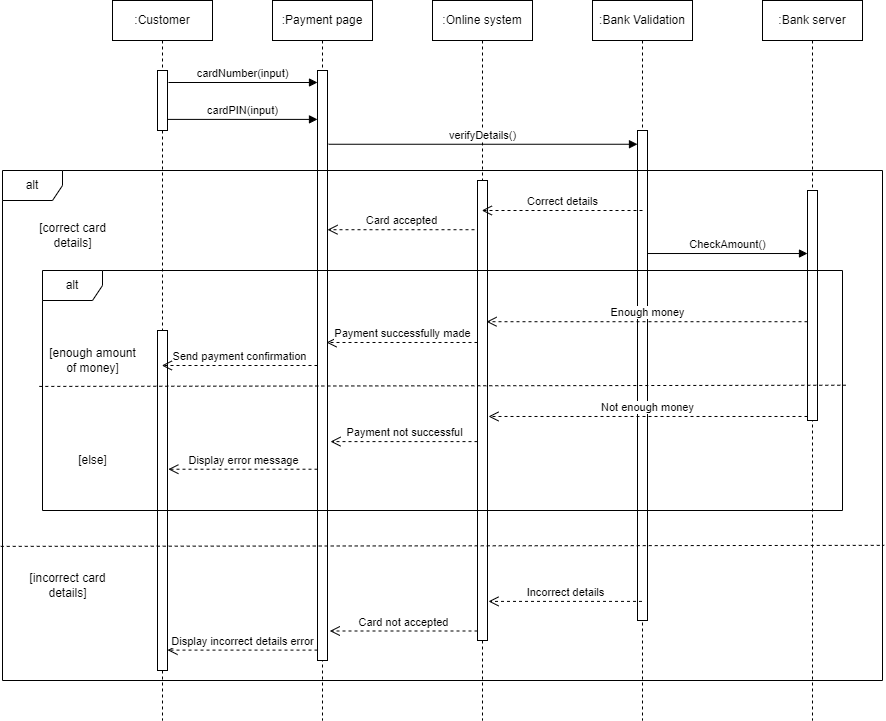 :Customer
:Payment page
:Online system
:Bank Validation
:Bank server
cardNumber(input)
cardPIN(input)
verifyDetails()
alt
Correct details
Card accepted
[correct card
details]
CheckAmount()
alt
Enough money
Payment successfully made
[enough amount
of money]
Send payment confirmation
Not enough money
Payment not successful
[else]
Display error message
[incorrect card
details]
Incorrect details
Card not accepted
Display incorrect details error